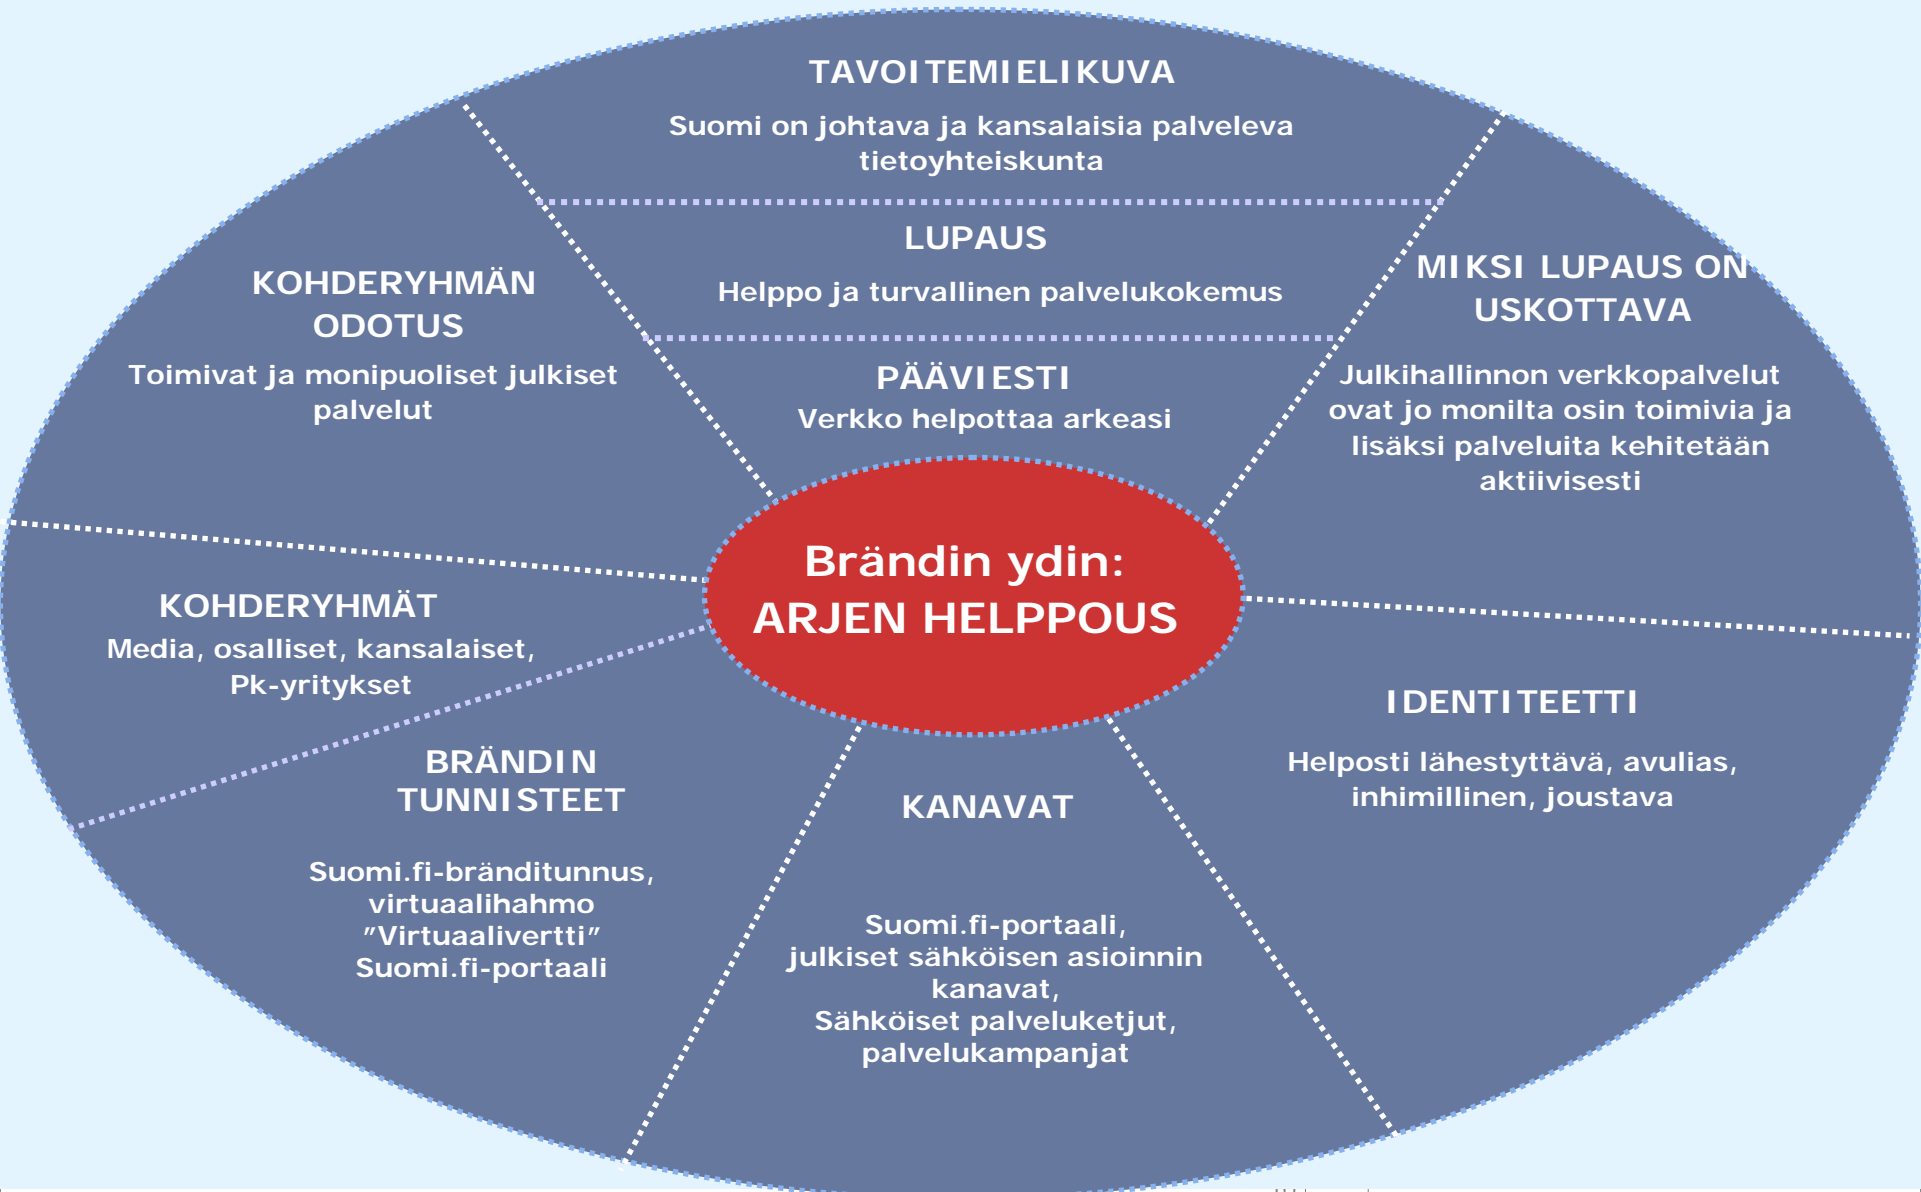 TAVOITEMIELIKUVA
Suomi on johtava ja kansalaisia palveleva
tietoyhteiskunta
LUPAUS
Helppo ja turvallinen palvelukokemus
PÄÄVIESTI
Verkko helpottaa arkeasi
KOHDERYHMÄN
ODOTUS
Toimivat ja monipuoliset julkiset
palvelut
MIKSI LUPAUS ON
USKOTTAVA
Julkihallinnon verkkopalvelut
ovat jo monilta osin toimivia ja
lisäksi palveluita kehitetään
aktiivisesti
Brändin ydin:
ARJEN HELPPOUS
KOHDERYHMÄT
Media, osalliset, kansalaiset,
Pk-yritykset
IDENTITEETTI
Helposti lähestyttävä, avulias,
inhimillinen, joustava
BRÄNDIN
TUNNISTEET
Suomi.fi-bränditunnus,
virtuaalihahmo
"Virtuaalivertti"
Suomi.fi-portaali
KANAVAT
Suomi.fi-portaali,
julkiset sähköisen asioinnin
kanavat,
Sähköiset palveluketjut,
palvelukampanjat